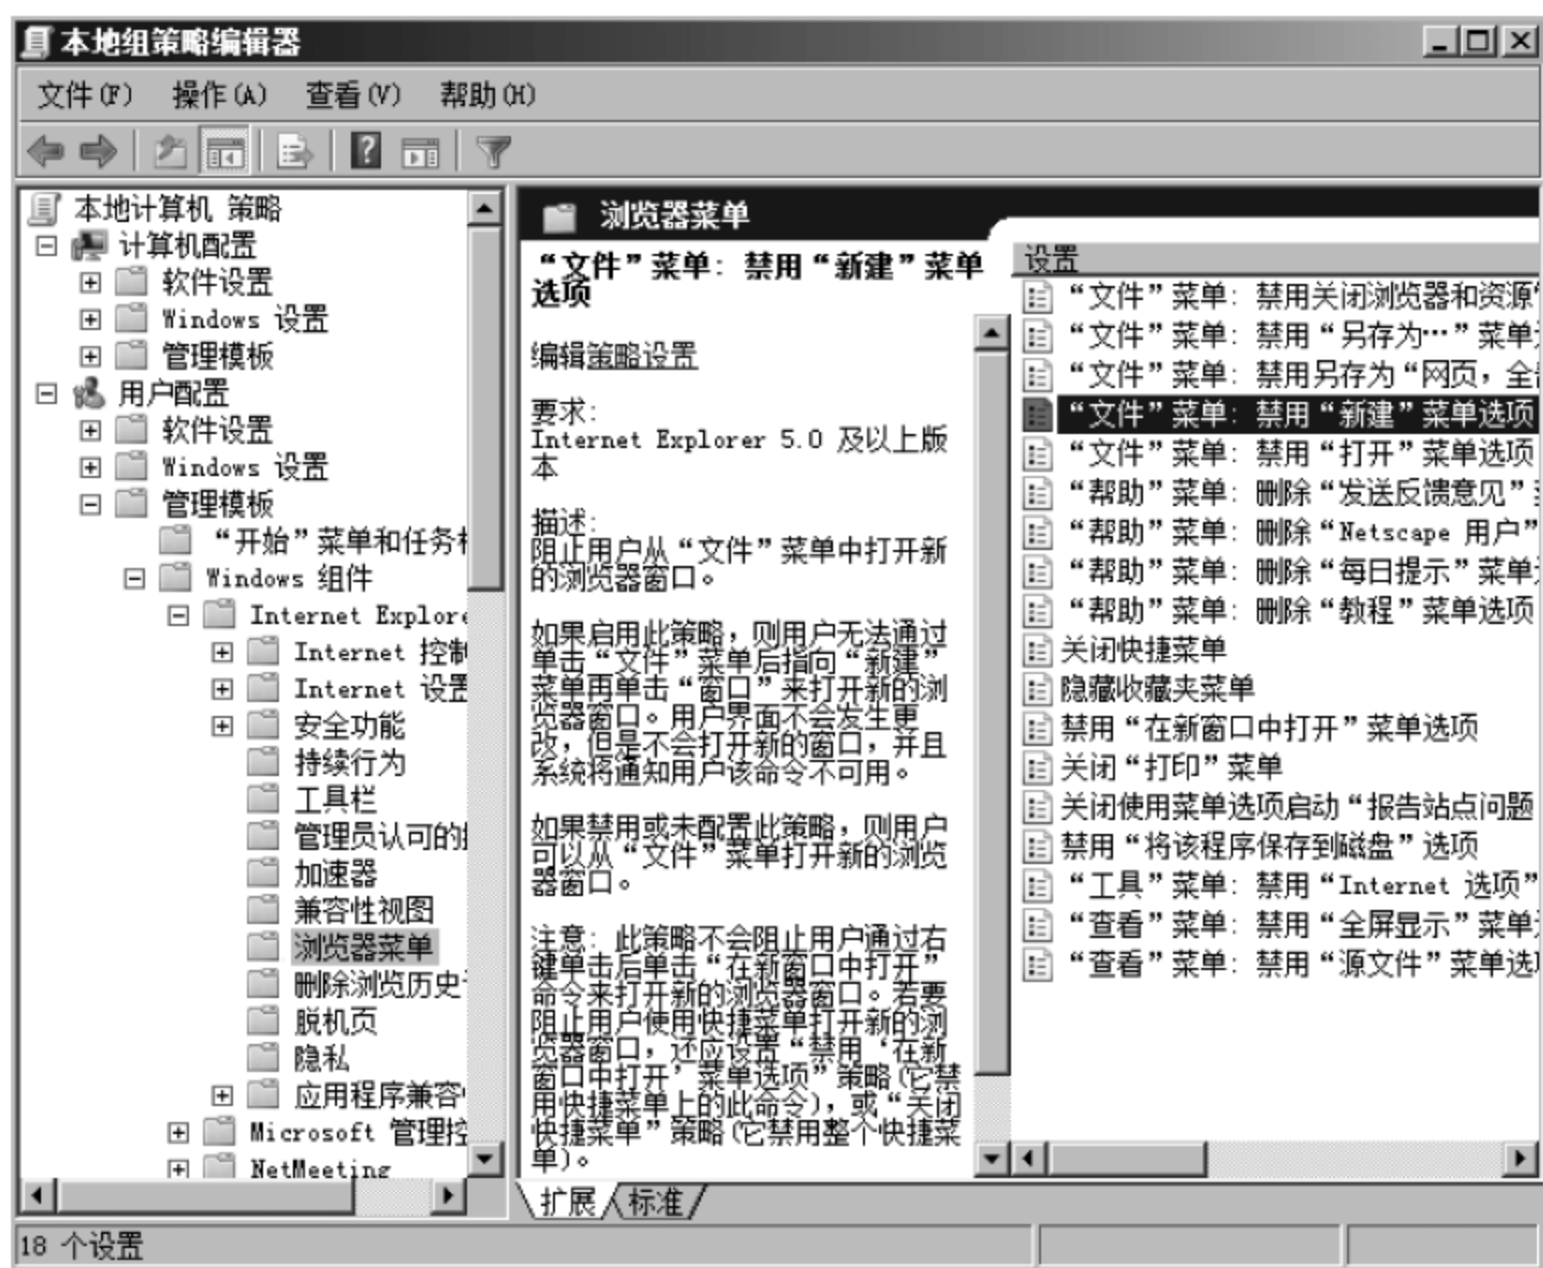 本地组策略编辑器
文件(F) 操作(A) 查看(V) 帮助(H)
本地计算机 策略
计算机配置
软件设置
Windows 设置
管理模板
用户配置
软件设置
Windows 设置
管理模板
“开始”菜单和任务
Windows 组件
Internet Explore
Internet 控制
Internet 设置
安全功能
持续行为
工具栏
管理员认可的
加速器
兼容性视图
浏览器菜单
删除浏览历史
脱机页
隐私
应用程序兼容
Microsoft 管理控
NetMeeting
浏览器菜单
“文件”菜单: 禁用“新建”菜单
选项
编辑策略设置
要求:
Internet Explorer 5.0 及以上版
本
描述:
阻止用户从“文件”菜单中打开新
的浏览器窗口。
如果启用此策略，则用户无法通过
单击“文件”菜单后指向“新建”
菜单再单击“窗口”来打开新的浏
览器窗口。用户界面不会发生更
改，但是不会打开新的窗口，并且
系统将通知用户该命令不可用。
如果禁用或未配置此策略，则用户
可以从“文件”菜单打开新的浏览
器窗口。
注意: 此策略不会阻止用户通过右
键单击后单击“在新窗口中打开”
命令来打开新的浏览器窗口。若要
阻止用户使用快捷菜单打开新的浏
览器窗口，还应设置“禁用‘在新
窗口中打开’菜单选项”策略(它禁
用快捷菜单上的此命令)，或“关闭
快捷菜单”策略(它禁用整个快捷菜
单)。
设置
“文件”菜单: 禁用关闭浏览器和资源
“文件”菜单: 禁用“另存为…”菜单
“文件”菜单: 禁用另存为“网页，全
“文件”菜单: 禁用“新建”菜单选项
“文件”菜单: 禁用“打开”菜单选项
“帮助”菜单: 删除“发送反馈意见”
“帮助”菜单: 删除“Netscape 用户”
“帮助”菜单: 删除“每日提示”菜单
“帮助”菜单: 删除“教程”菜单选项
关闭快捷菜单
隐藏收藏夹菜单
禁用“在新窗口中打开”菜单选项
关闭“打印”菜单
关闭使用菜单选项启动“报告站点问题
禁用“将该程序保存到磁盘”选项
“工具”菜单: 禁用“Internet 选项”
“查看”菜单: 禁用“全屏显示”菜单
“查看”菜单: 禁用“源文件”菜单选
扩展 标准
18 个设置